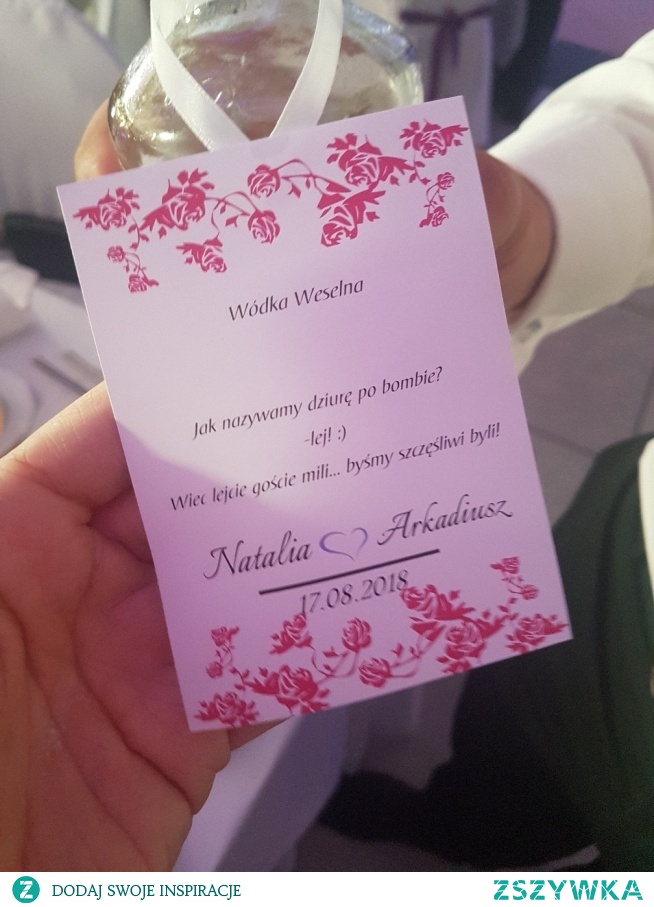 Wódka Weselna
Jak nazywamy dziurę po bombie?
-lej! :)
Wiec lejcie goście mili... byśmy szczęśliwi byli!
Natalia Arkadiusz
17.08.2018
Z DODAJ SWOJE INSPIRACJE ZSZYWKA